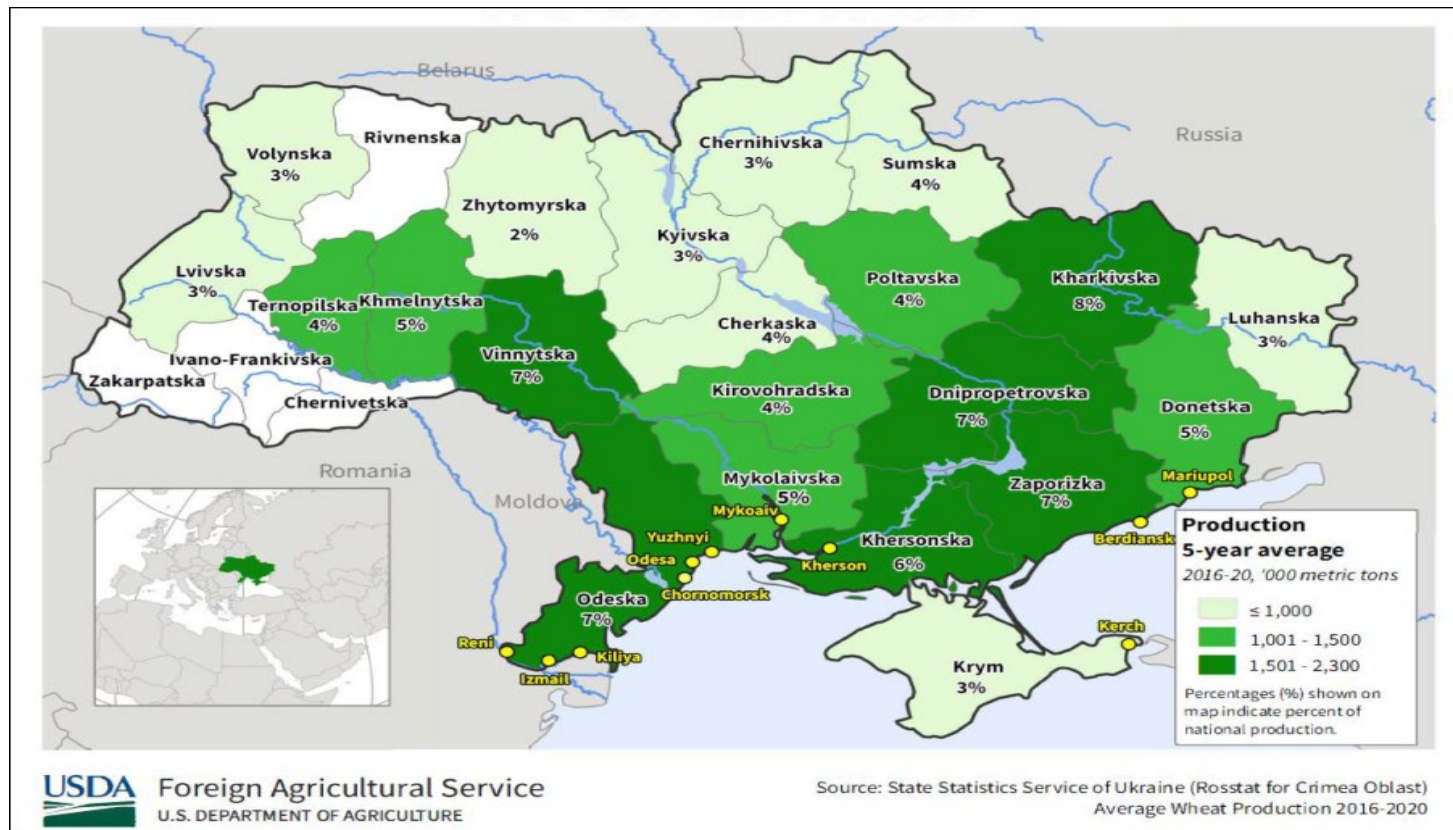 Belarus
Russia
Rivnenska
Volynska
3%
Chernihivska
3%
Sumska
4%
Zhytomyrska
2%
Kyivska
3%
Lvivska
3%
Ternopilska
4%
Khmelnytska
5%
Poltavska
4%
Kharkivska
8%
Luhanska
3%
Cherkaska
4%
Vinnytska
7%
Ivano-Frankivska
Zakarpatska
Chernivetska
Kirovohradska
4%
Dnipropetrovska
7%
Donetska
5%
Romania
Moldova
Mykolaivska
5%
Zaporizka
7%
Mariupol
Mykoaiv
Berdiansk
Yuzhnyi
Odesa
Chornomorsk
Kherson
Khersonska
6%
Odeska
7%
Reni
Izmail
Kiliya
Kerch
Krym
3%
Production
5-year average
2016-20, '000 metric tons
≤ 1,000
1,001 - 1,500
1,501 - 2,300
Percentages (%) shown on
map indicate percent of
national production.
USDA
Foreign Agricultural Service
U.S. DEPARTMENT OF AGRICULTURE
Source: State Statistics Service of Ukraine (Rosstat for Crimea Oblast)
Average Wheat Production 2016-2020